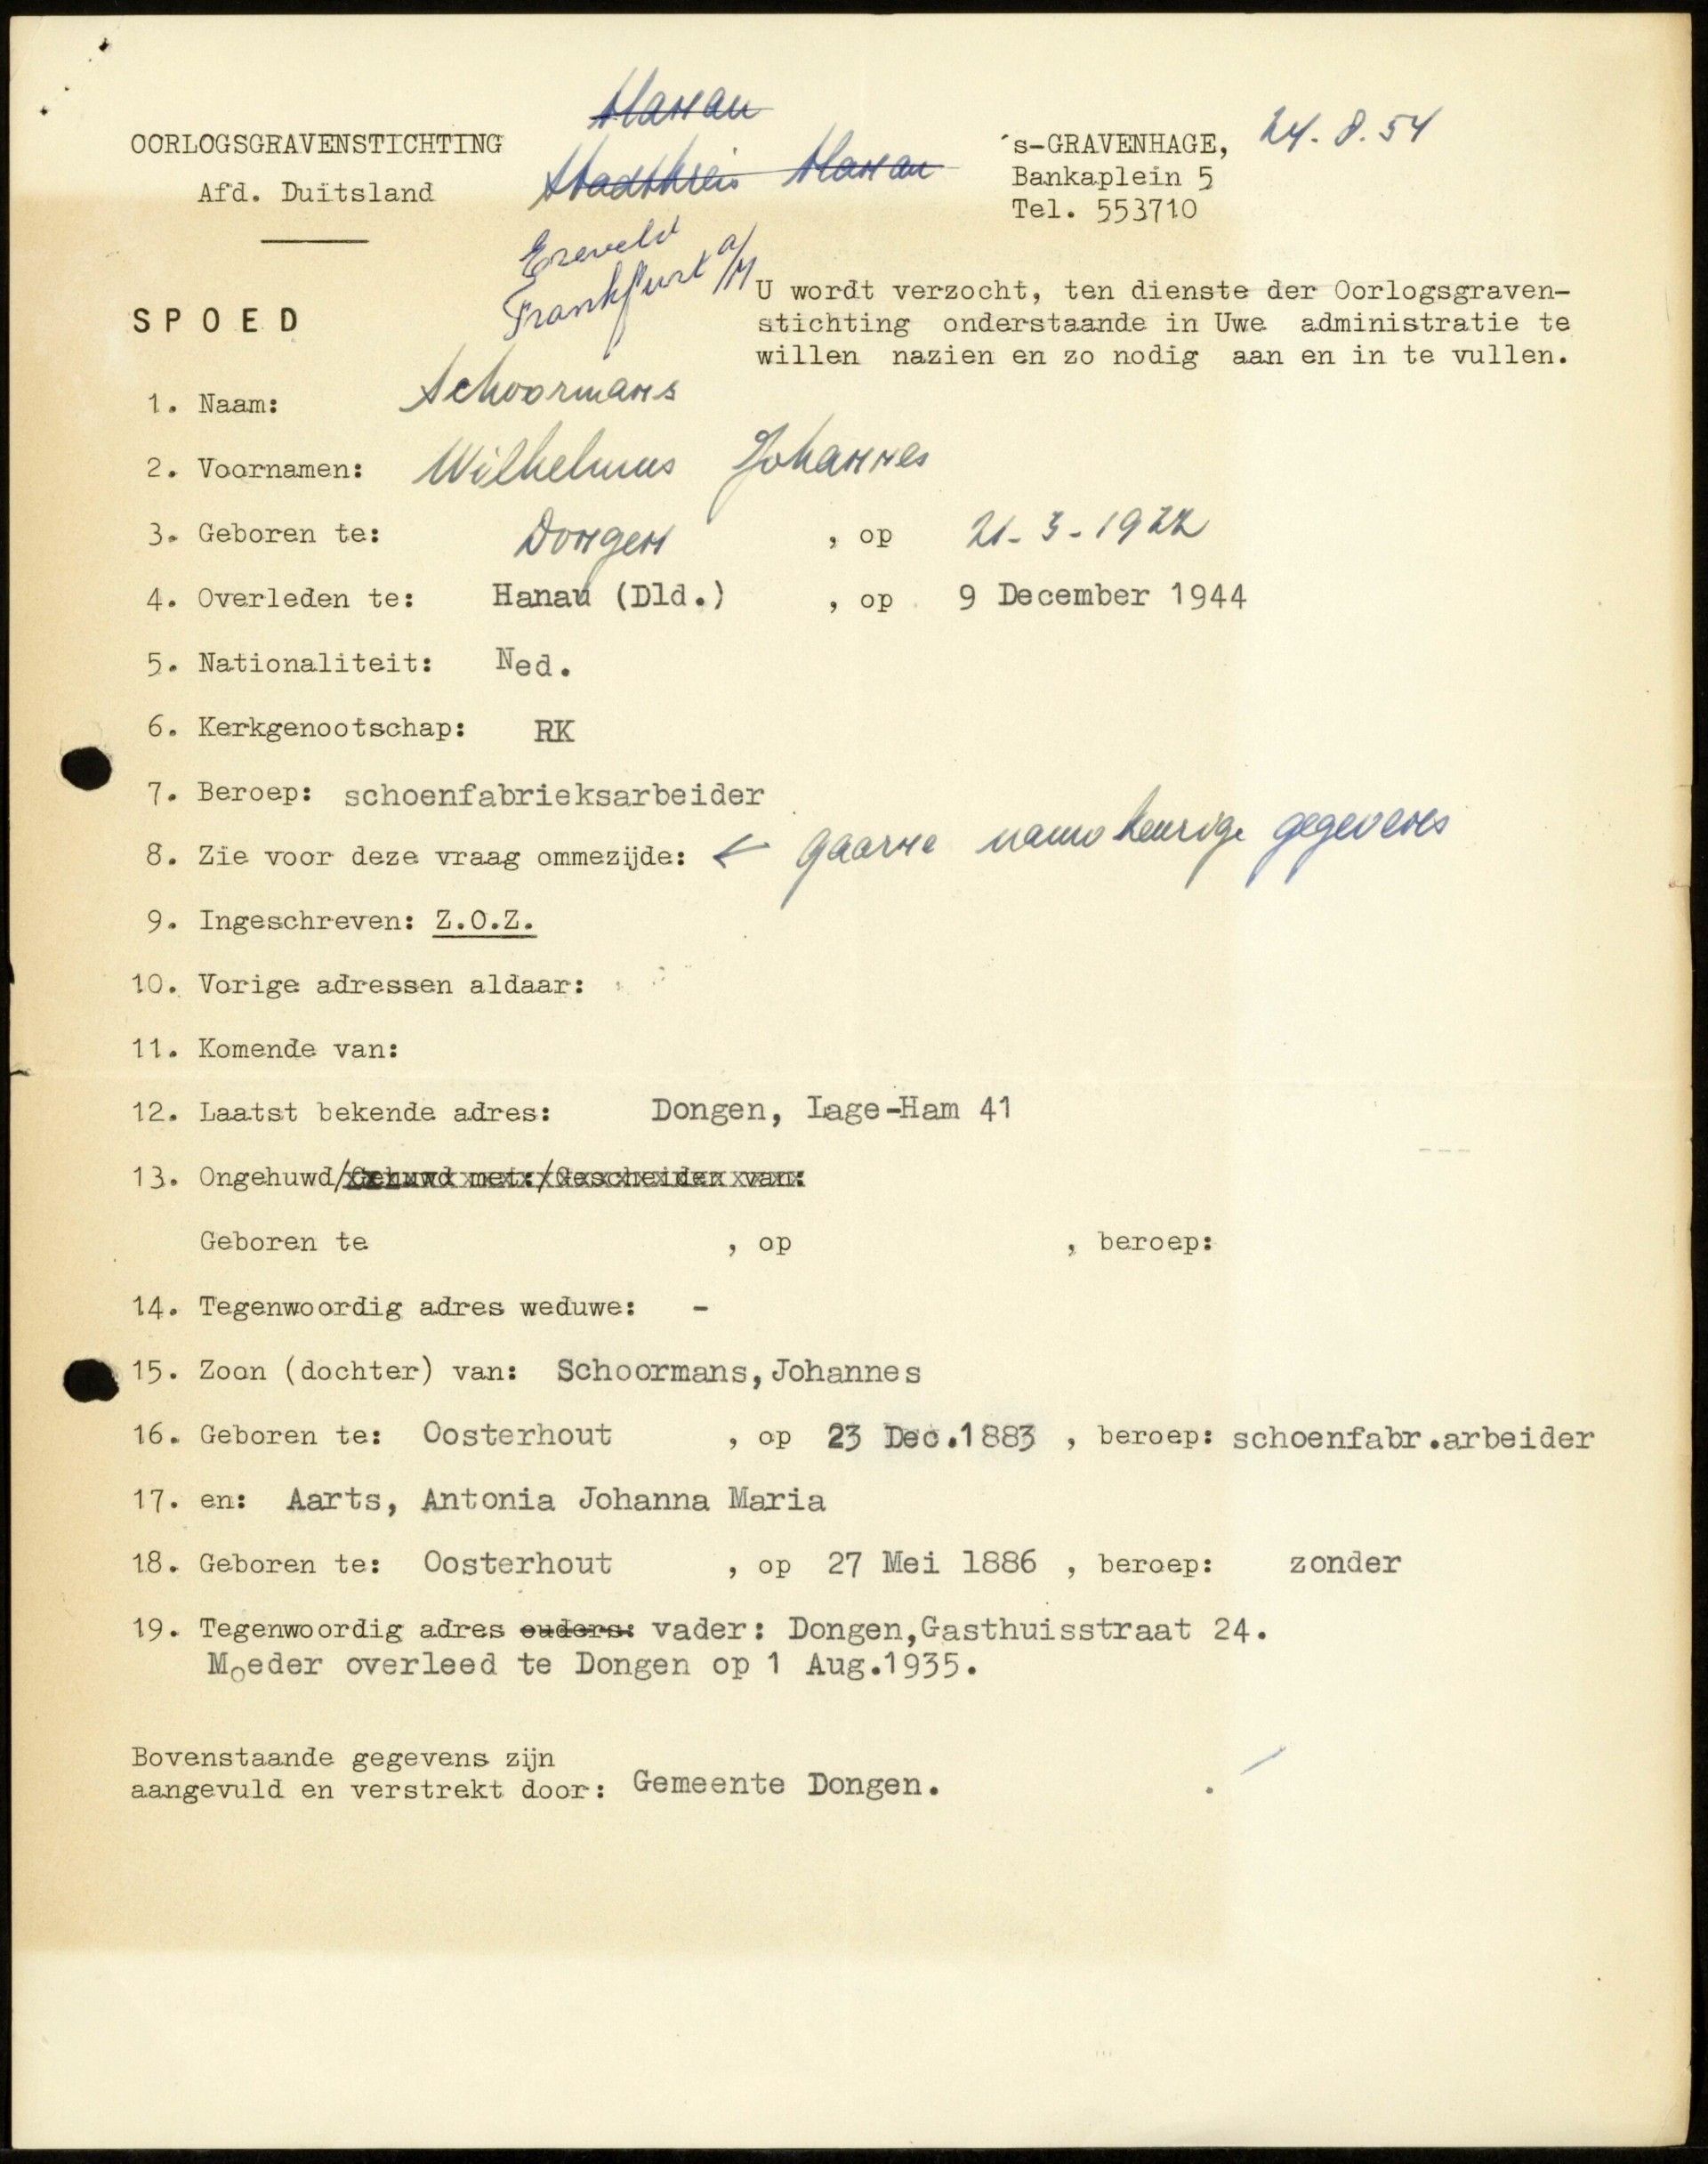 Hanau
OORLOGSGRAVENSTICHTING
Stadtkreis Hanau
's-GRAVENHAGE, 24.8.54
Afd. Duitsland
Bankaplein 5
Tel. 553710
Ereveld
Frankfurt a/M
SPOED
U wordt verzocht, ten dienste der Oorlogsgraven-
stichting onderstaande in Uwe administratie te
willen nazien en zo nodig aan en in te vullen.
1. Naam: Schoormans
2. Voornamen: Wilhelmus Johannes
3. Geboren te: Dongen , op 21-3-1922
4. Overleden te: Hanau (Dld.) , op 9 December 1944
5. Nationaliteit: Ned.
6. Kerkgenootschap: RK
7. Beroep: schoenfabrieksarbeider
8. Zie voor deze vraag ommezijde: ← gaarne nauwkeurige gegevens
9. Ingeschreven: Z.O.Z.
10. Vorige adressen aldaar:
11. Komende van:
12. Laatst bekende adres: Dongen, Lage-Ham 41
13. Ongehuwd/Gehuwd met:/Gescheiden van:
Geboren te , op , beroep:
14. Tegenwoordig adres weduwe: -
15. Zoon (dochter) van: Schoormans,Johannes
16. Geboren te: Oosterhout , op 23 Dec.1883 , beroep: schoenfabr.arbeider
17. en: Aarts, Antonia Johanna Maria
18. Geboren te: Oosterhout , op 27 Mei 1886 , beroep: zonder
19. Tegenwoordig adres ouders: vader: Dongen,Gasthuisstraat 24.
Moeder overleed te Dongen op 1 Aug.1935.
Bovenstaande gegevens zijn
aangevuld en verstrekt door: Gemeente Dongen.